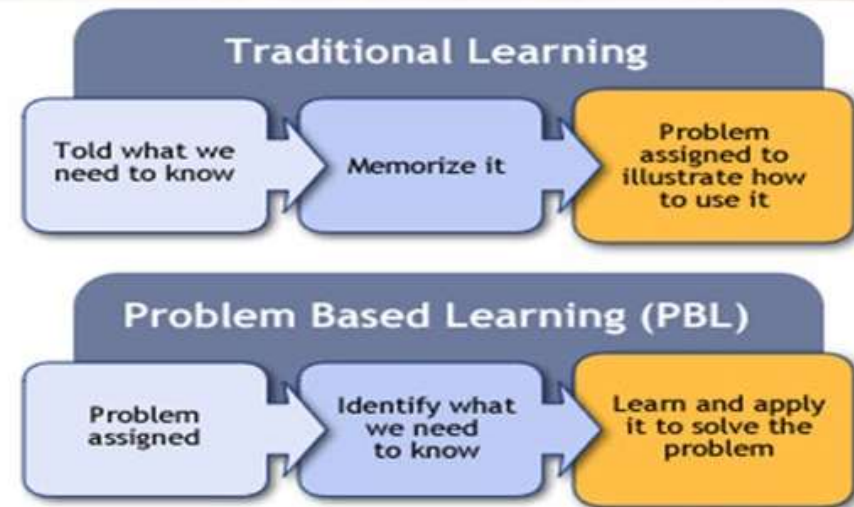 Traditional Learning
Told what we
need to know
Memorize it
Problem
assigned to
illustrate how
to use it
Problem Based Learning (PBL)
Problem
assigned
Identify what
we need
to know
Learn and apply
it to solve the
problem